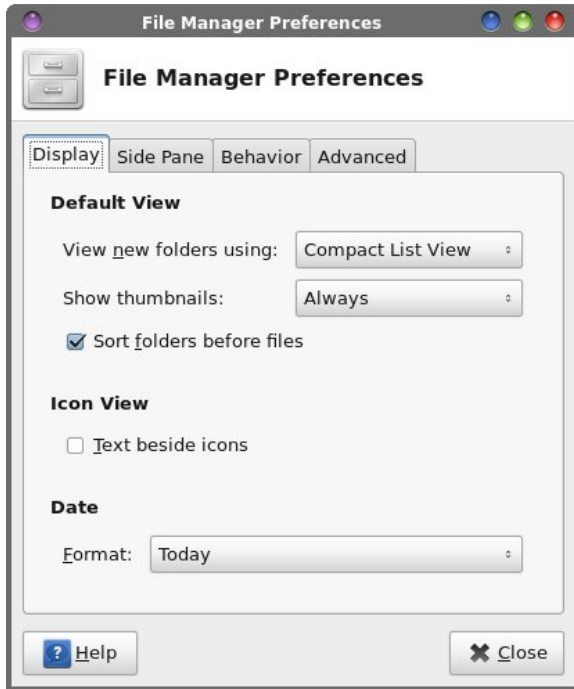 File Manager Preferences
File Manager Preferences
Display Side Pane Behavior Advanced
Default View
View new folders using: Compact List View
Show thumbnails: Always
Sort folders before files
Icon View
Text beside icons
Date
Format: Today
? Help Close